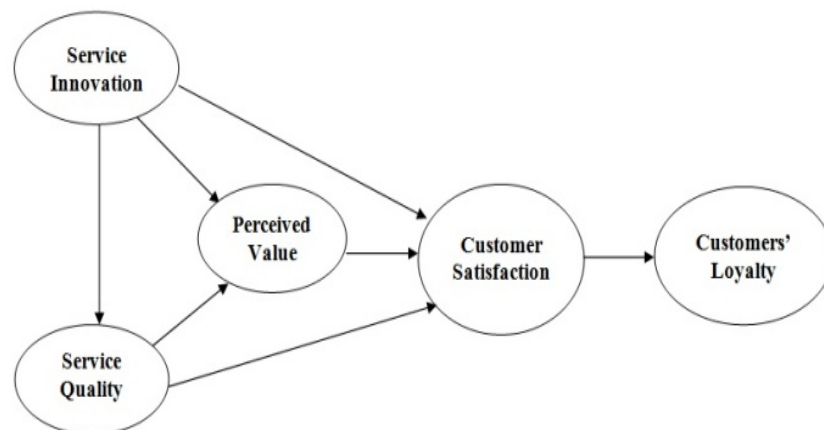 Service
Innovation
Perceived
Value
Customer
Satisfaction
Customers’
Loyalty
Service
Quality